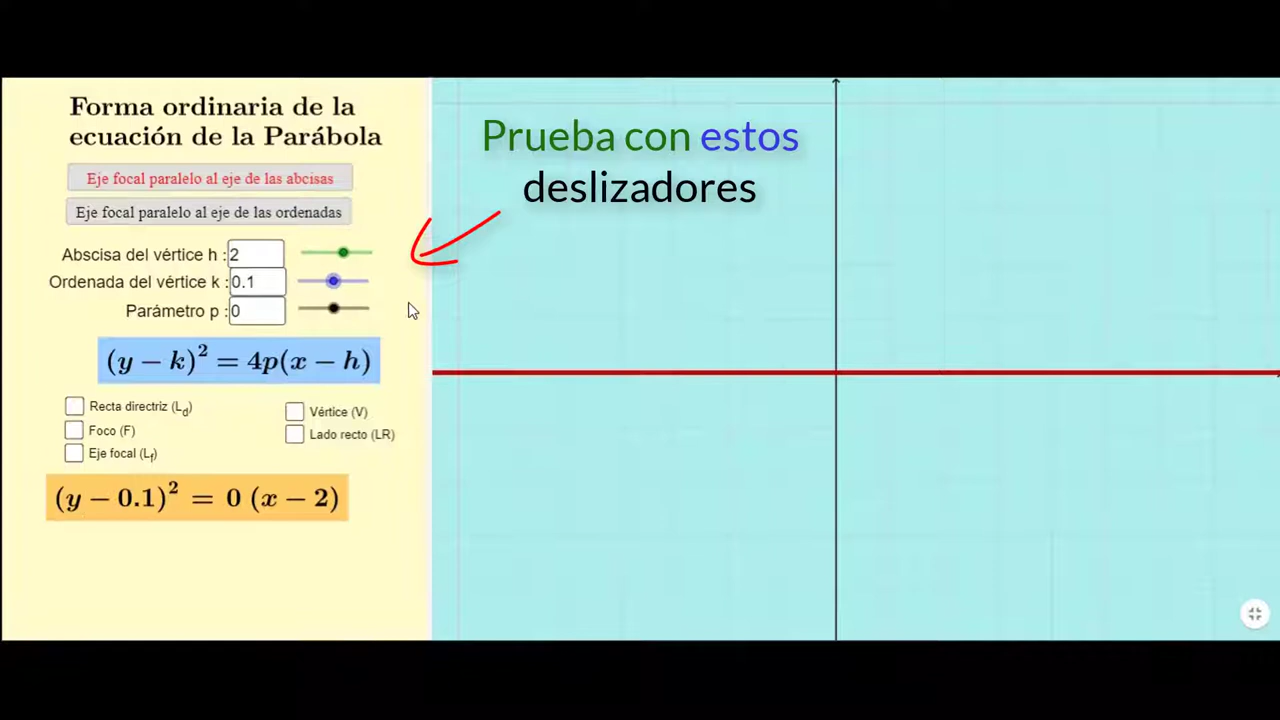 Forma ordinaria de la
ecuación de la Parábola
Eje focal paralelo al eje de las abcisas
Eje focal paralelo al eje de las ordenadas
Abscisa del vértice h : 2
Ordenada del vértice k : 0.1
Parámetro p : 0
(y − k)² = 4p(x − h)
Recta directriz (L_d)
Foco (F)
Eje focal (L_f)
Vértice (V)
Lado recto (LR)
(y − 0.1)² = 0 (x − 2)
Prueba con estos
deslizadores